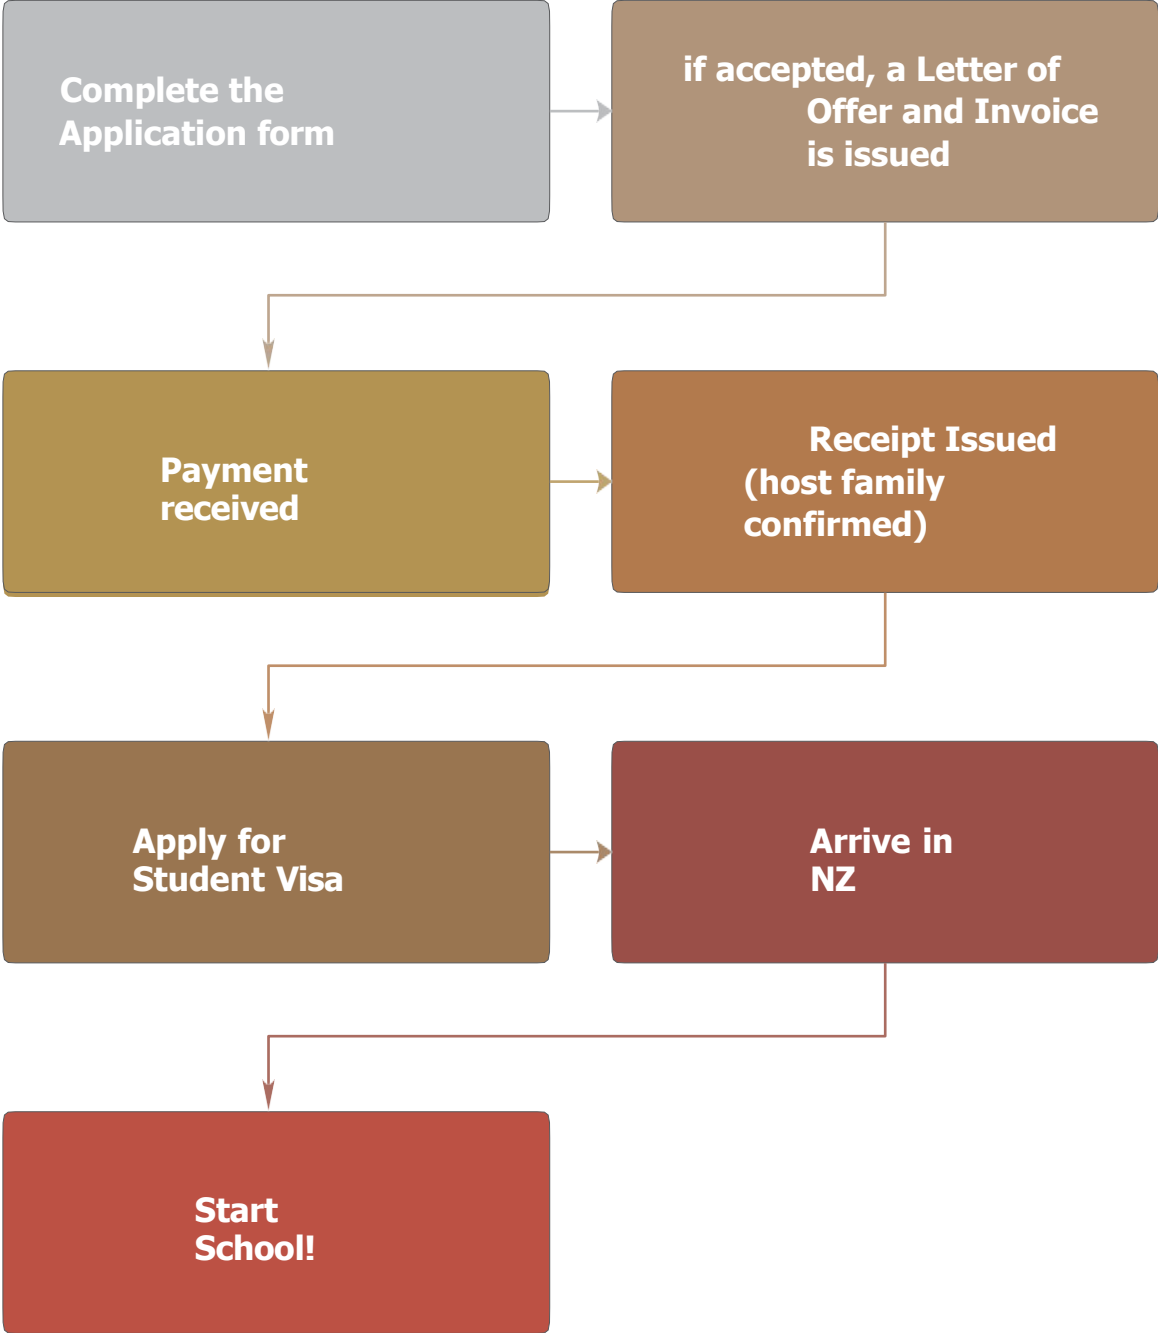 Complete the
Application form
if accepted, a Letter of
Offer and Invoice
is issued
Payment
received
Receipt Issued
(host family
confirmed)
Apply for
Student Visa
Arrive in
NZ
Start
School!